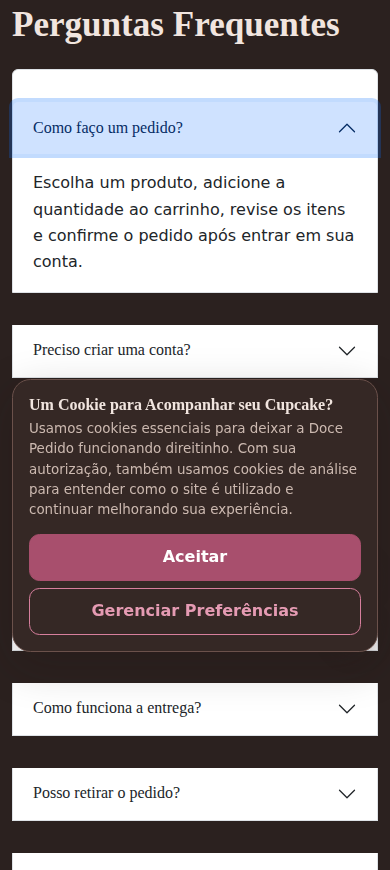 Perguntas Frequentes
Como faço um pedido?
Escolha um produto, adicione a
quantidade ao carrinho, revise os itens
e confirme o pedido após entrar em sua
conta.
Preciso criar uma conta?
Um Cookie para Acompanhar seu Cupcake?
Usamos cookies essenciais para deixar a Doce
Pedido funcionando direitinho. Com sua
autorização, também usamos cookies de análise
para entender como o site é utilizado e
continuar melhorando sua experiência.
Aceitar
Gerenciar Preferências
Como funciona a entrega?
Posso retirar o pedido?